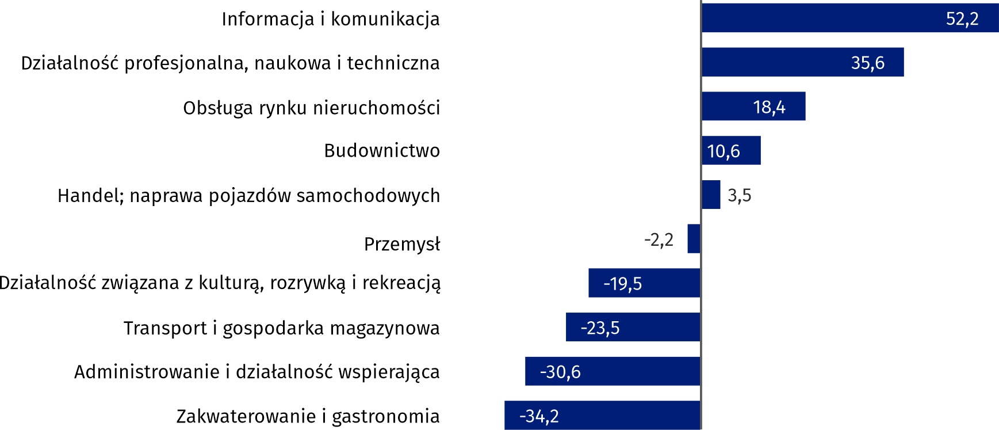 Informacja i komunikacja 52,2
Działalność profesjonalna, naukowa i techniczna 35,6
Obsługa rynku nieruchomości 18,4
Budownictwo 10,6
Handel; naprawa pojazdów samochodowych 3,5
Przemysł -2,2
Działalność związana z kulturą, rozrywką i rekreacją -19,5
Transport i gospodarka magazynowa -23,5
Administrowanie i działalność wspierająca -30,6
Zakwaterowanie i gastronomia -34,2